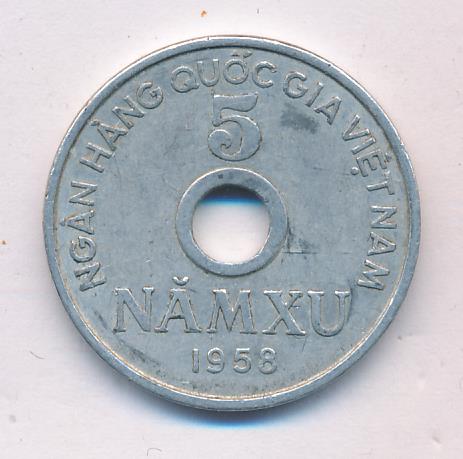 NGÂN HÀNG QUỐC GIA VIỆT NAM
5
NĂM XU
1958